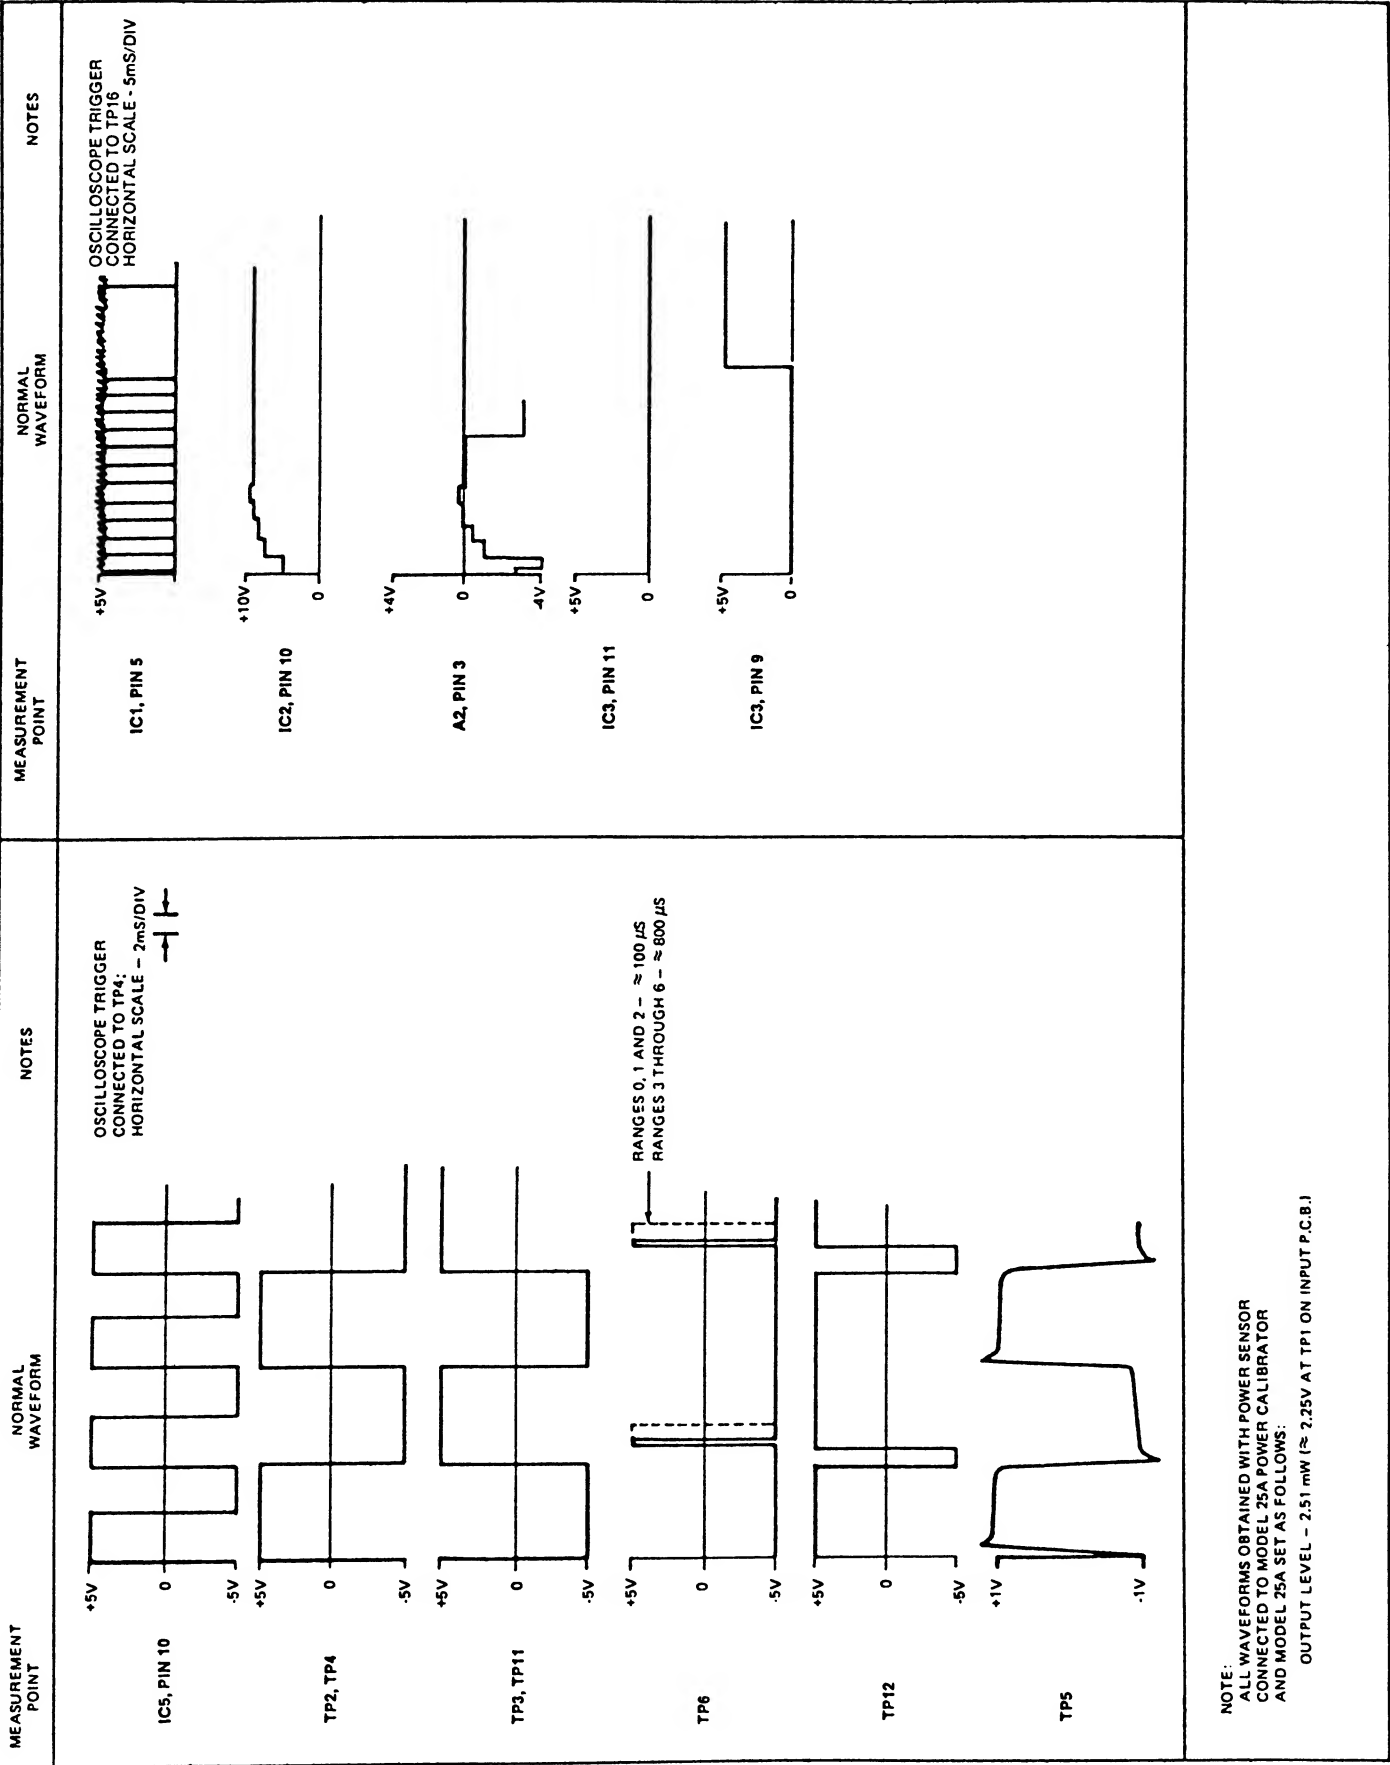 MEASUREMENT
POINT
NORMAL
WAVEFORM
NOTES
IC5, PIN 10
+5V
0
-5V
OSCILLOSCOPE TRIGGER
CONNECTED TO TP4;
HORIZONTAL SCALE – 2mS/DIV
TP2, TP4
+5V
0
-5V
TP3, TP11
+5V
0
-5V
TP6
+5V
0
-5V
RANGES 0, 1 AND 2 – ≈ 100 µS
RANGES 3 THROUGH 6 – ≈ 800 µS
TP12
+5V
0
-5V
TP5
+1V
-1V
MEASUREMENT
POINT
NORMAL
WAVEFORM
NOTES
IC1, PIN 5
+5V
OSCILLOSCOPE TRIGGER
CONNECTED TO TP16
HORIZONTAL SCALE - 5mS/DIV
IC2, PIN 10
+10V
0
A2, PIN 3
+4V
0
-4V
IC3, PIN 11
+5V
0
IC3, PIN 9
+5V
0
NOTE:
ALL WAVEFORMS OBTAINED WITH POWER SENSOR
CONNECTED TO MODEL 25A POWER CALIBRATOR
AND MODEL 25A SET AS FOLLOWS:
OUTPUT LEVEL – 2.51 mW (≈ 2.25V AT TP1 ON INPUT P.C.B.)